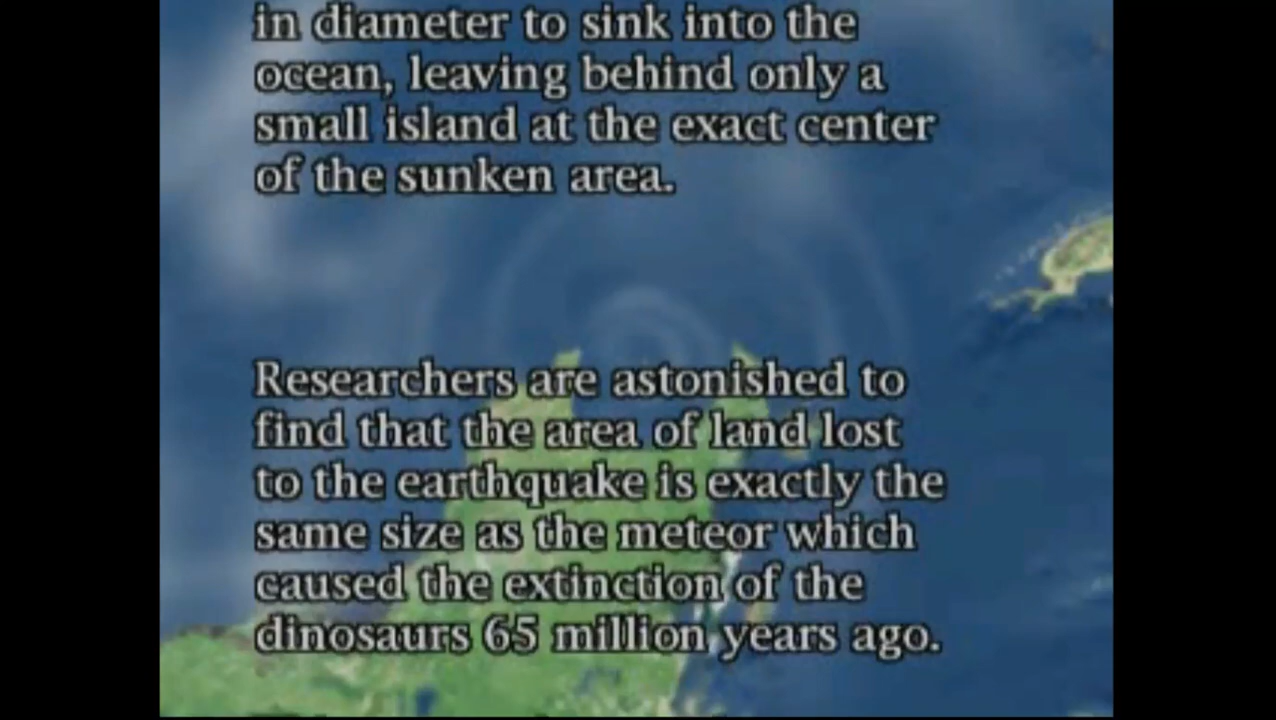 in diameter to sink into the
ocean, leaving behind only a
small island at the exact center
of the sunken area.
Researchers are astonished to
find that the area of land lost
to the earthquake is exactly the
same size as the meteor which
caused the extinction of the
dinosaurs 65 million years ago.